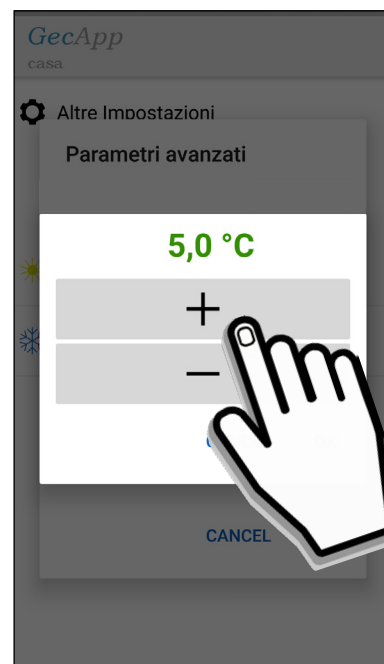 GecApp
casa
Altre Impostazioni
Parametri avanzati
5,0 °C
+
−
CANCEL